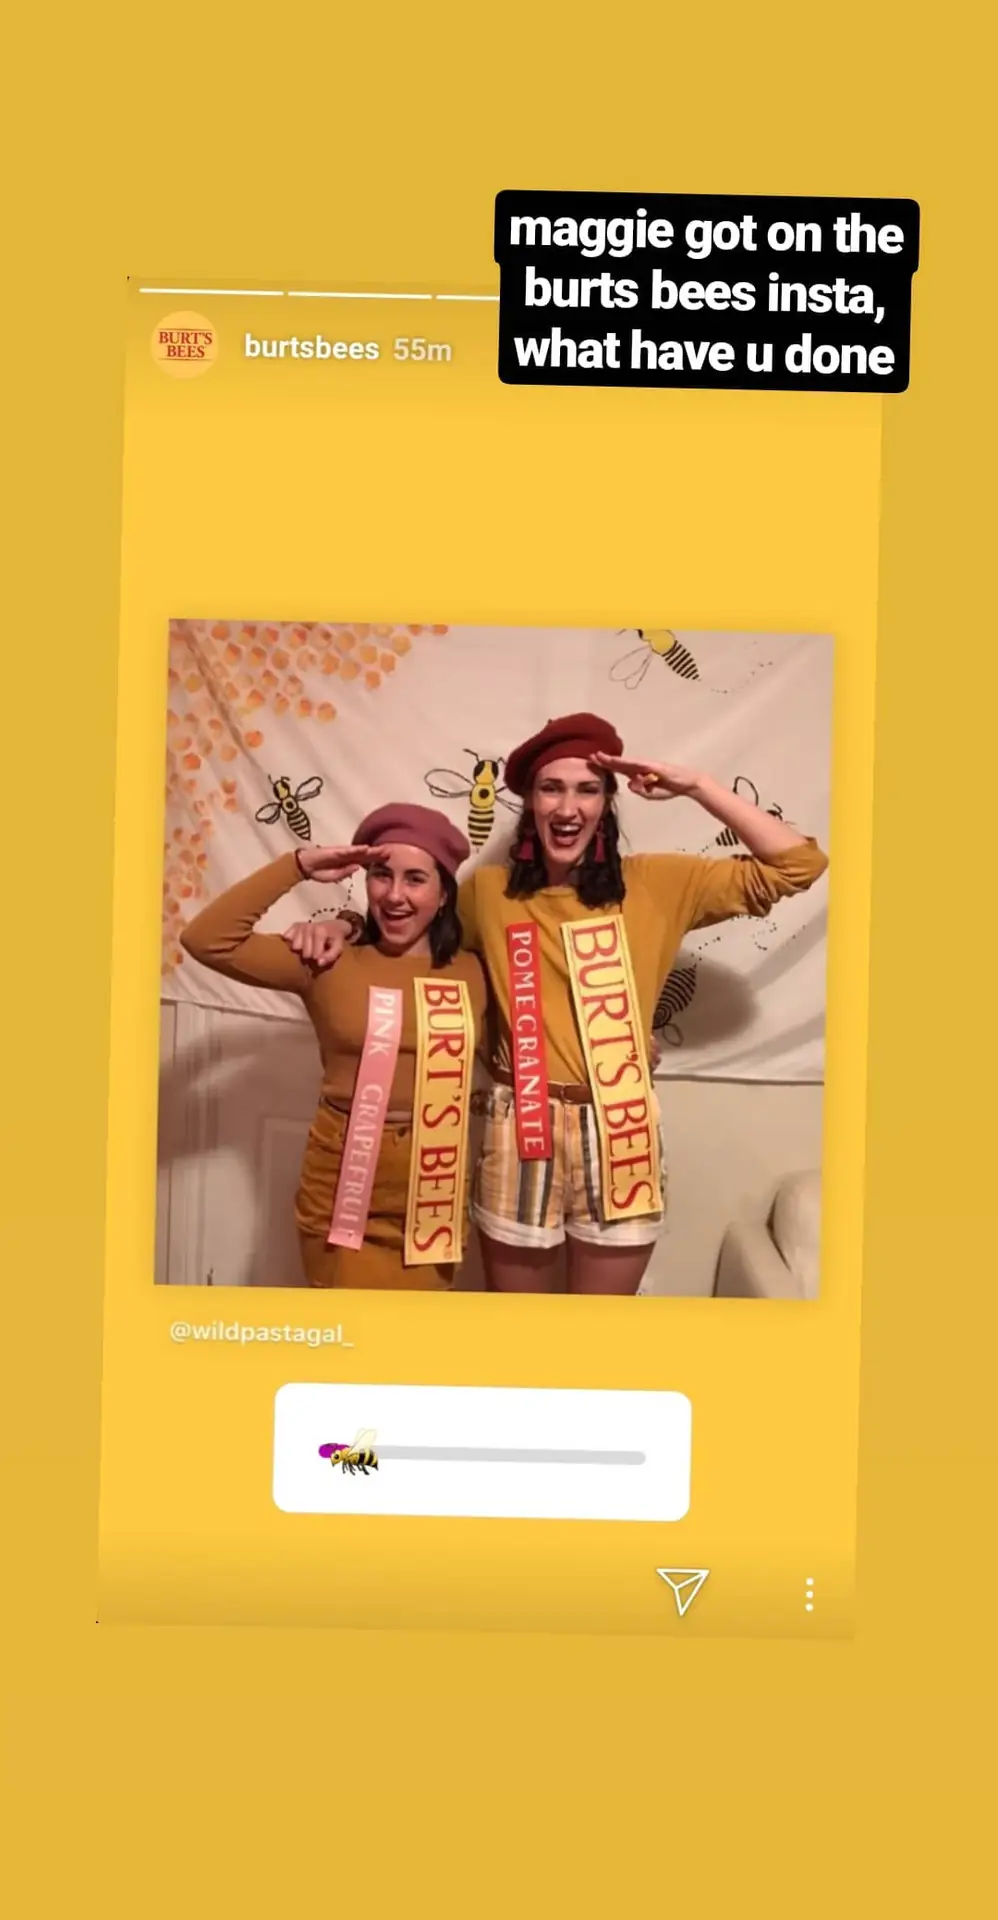 maggie got on the
burts bees insta,
what have u done
BURT'S
BEES
burtsbees 55m
PINK GRAPEFRUIT
BURT'S BEES
POMEGRANATE
BURT'S BEES
@wildpastagal_